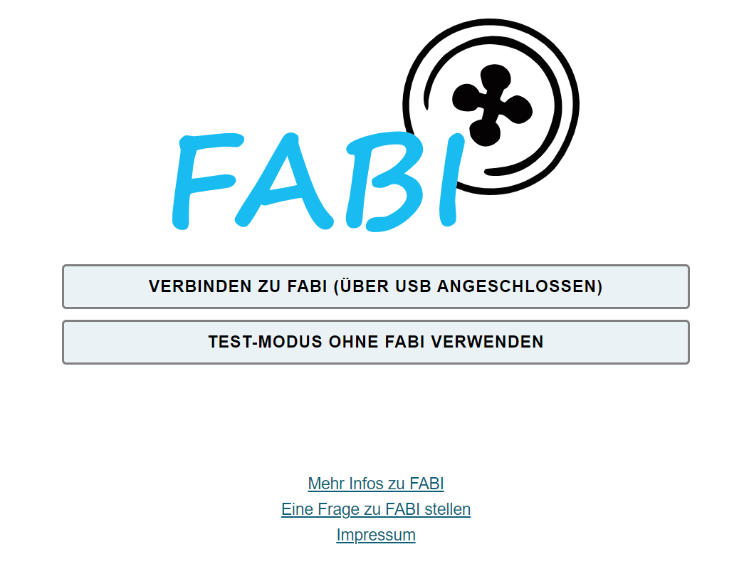 FABI
VERBINDEN ZU FABI (ÜBER USB ANGESCHLOSSEN)
TEST-MODUS OHNE FABI VERWENDEN
Mehr Infos zu FABI
Eine Frage zu FABI stellen
Impressum